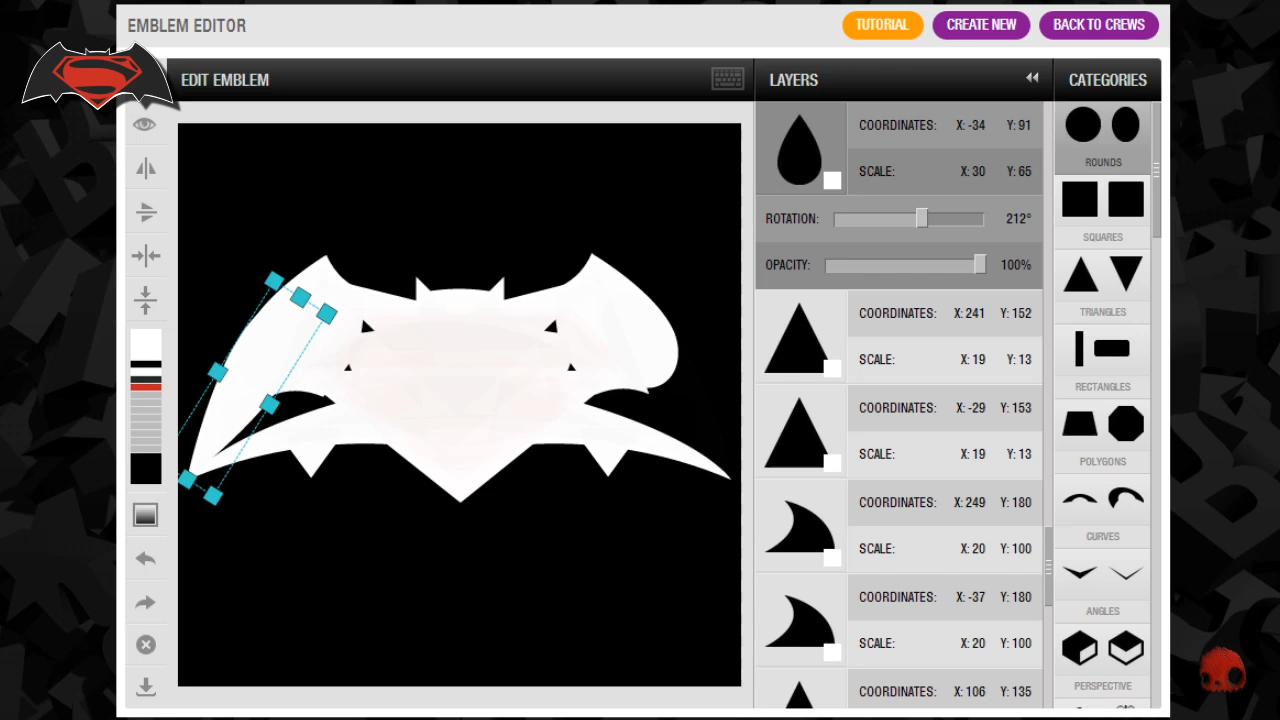 EMBLEM EDITOR
TUTORIAL
CREATE NEW
BACK TO CREWS
EDIT EMBLEM
LAYERS
CATEGORIES
COORDINATES: X: -34 Y: 91
SCALE: X: 30 Y: 65
ROTATION: 212°
OPACITY: 100%
COORDINATES: X: 241 Y: 152
SCALE: X: 19 Y: 13
COORDINATES: X: -29 Y: 153
SCALE: X: 19 Y: 13
COORDINATES: X: 249 Y: 180
SCALE: X: 20 Y: 100
COORDINATES: X: -37 Y: 180
SCALE: X: 20 Y: 100
COORDINATES: X: 106 Y: 135
ROUNDS
SQUARES
TRIANGLES
RECTANGLES
POLYGONS
CURVES
ANGLES
PERSPECTIVE